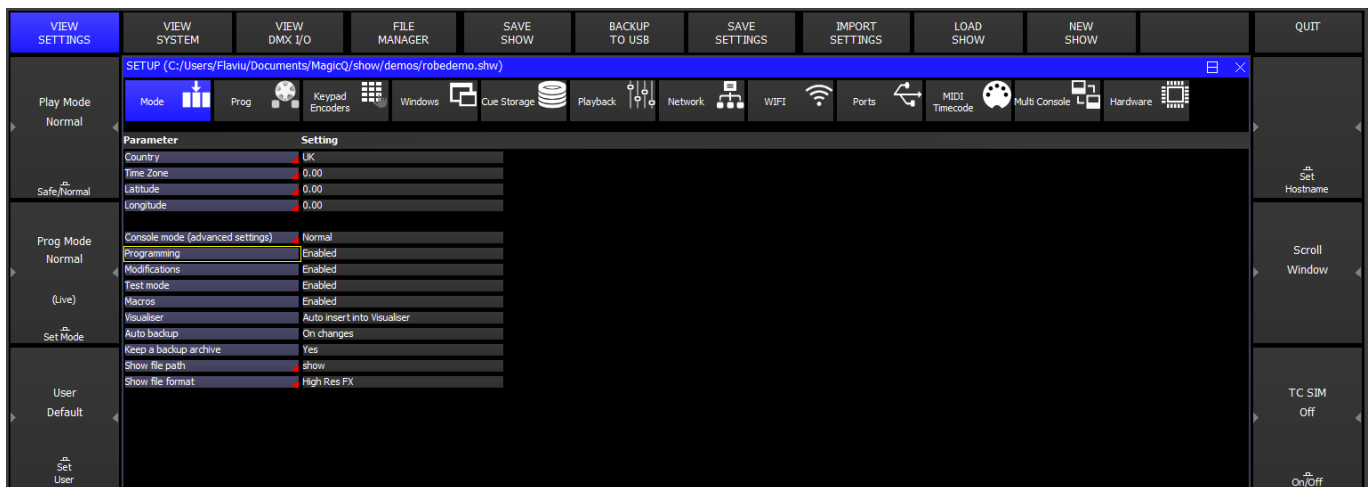 VIEW
SETTINGS
VIEW
SYSTEM
VIEW
DMX I/O
FILE
MANAGER
SAVE
SHOW
BACKUP
TO USB
SAVE
SETTINGS
IMPORT
SETTINGS
LOAD
SHOW
NEW
SHOW
QUIT
SETUP (C:/Users/Flaviu/Documents/MagicQ/show/demos/robedemo.shw)
Mode
Prog
Keypad
Encoders
Windows
Cue Storage
Playback
Network
WIFI
Ports
MIDI
Timecode
Multi Console
Hardware
Play Mode
Normal
Safe/Normal
Prog Mode
Normal
(Live)
Set Mode
User
Default
Set
User
Parameter Setting
Country UK
Time Zone 0.00
Latitude 0.00
Longitude 0.00
Console mode (advanced settings) Normal
Programming Enabled
Modifications Enabled
Test mode Enabled
Macros Enabled
Visualiser Auto insert into Visualiser
Auto backup On changes
Keep a backup archive Yes
Show file path show
Show file format High Res FX
Set
Hostname
Scroll
Window
TC SIM
Off
On/Off